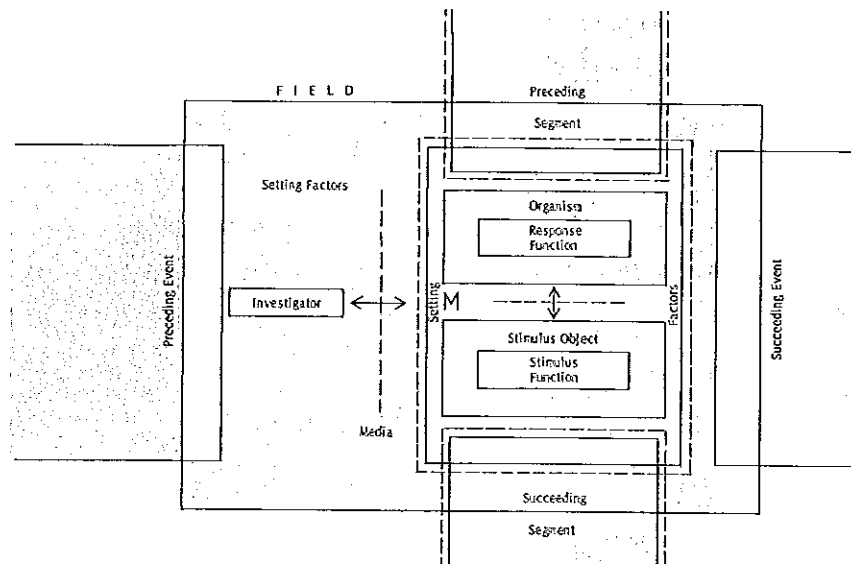 FIELD
Preceding
Segment
Setting Factors
Organism
Response
Function
Preceding Event
Investigator
Setting
M
Factors
Succeeding Event
Stimulus Object
Stimulus
Function
Media
Succeeding
Segment